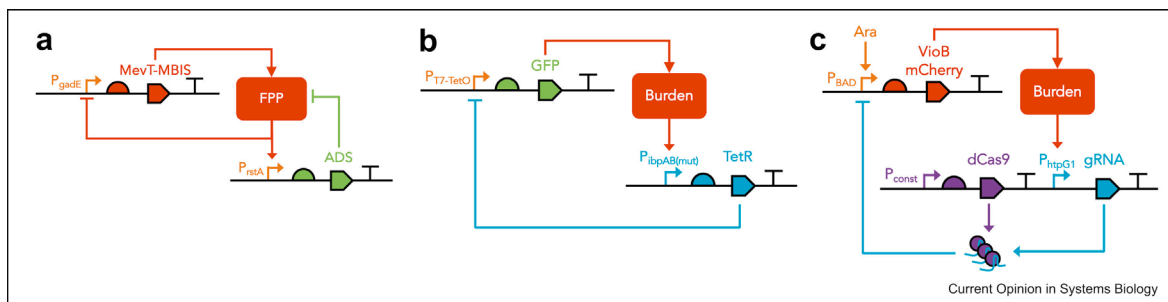 a
MevT-MBIS
PgadE
FPP
ADS
PrstA
b
GFP
PT7-TetO
Burden
PibpAB(mut)
TetR
c
Ara
VioB
mCherry
PBAD
Burden
dCas9
PhtpG1
gRNA
Pconst
Current Opinion in Systems Biology